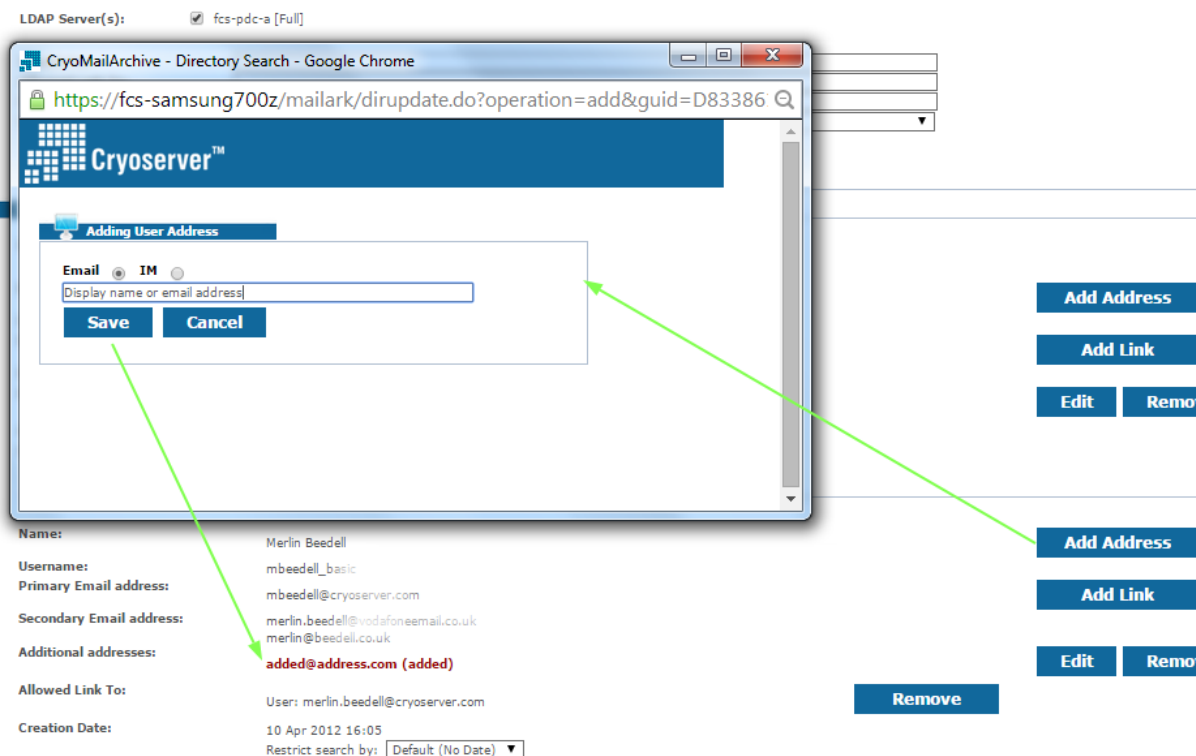 LDAP Server(s): fcs-pdc-a [Full]
CryoMailArchive - Directory Search - Google Chrome
https://fcs-samsung700z/mailark/dirupdate.do?operation=add&guid=D83386
Cryoserver™
Adding User Address
Email IM
Display name or email address
Save Cancel
Add Address
Add Link
Edit Remov
Name: Merlin Beedell
Add Address
Username: mbeedell_basic
Primary Email address: mbeedell@cryoserver.com
Add Link
Secondary Email address: merlin.beedell@vodafoneemail.co.uk
merlin@beedell.co.uk
Additional addresses: added@address.com (added)
Edit Remov
Allowed Link To: User: merlin.beedell@cryoserver.com
Remove
Creation Date: 10 Apr 2012 16:05
Restrict search by: Default (No Date)